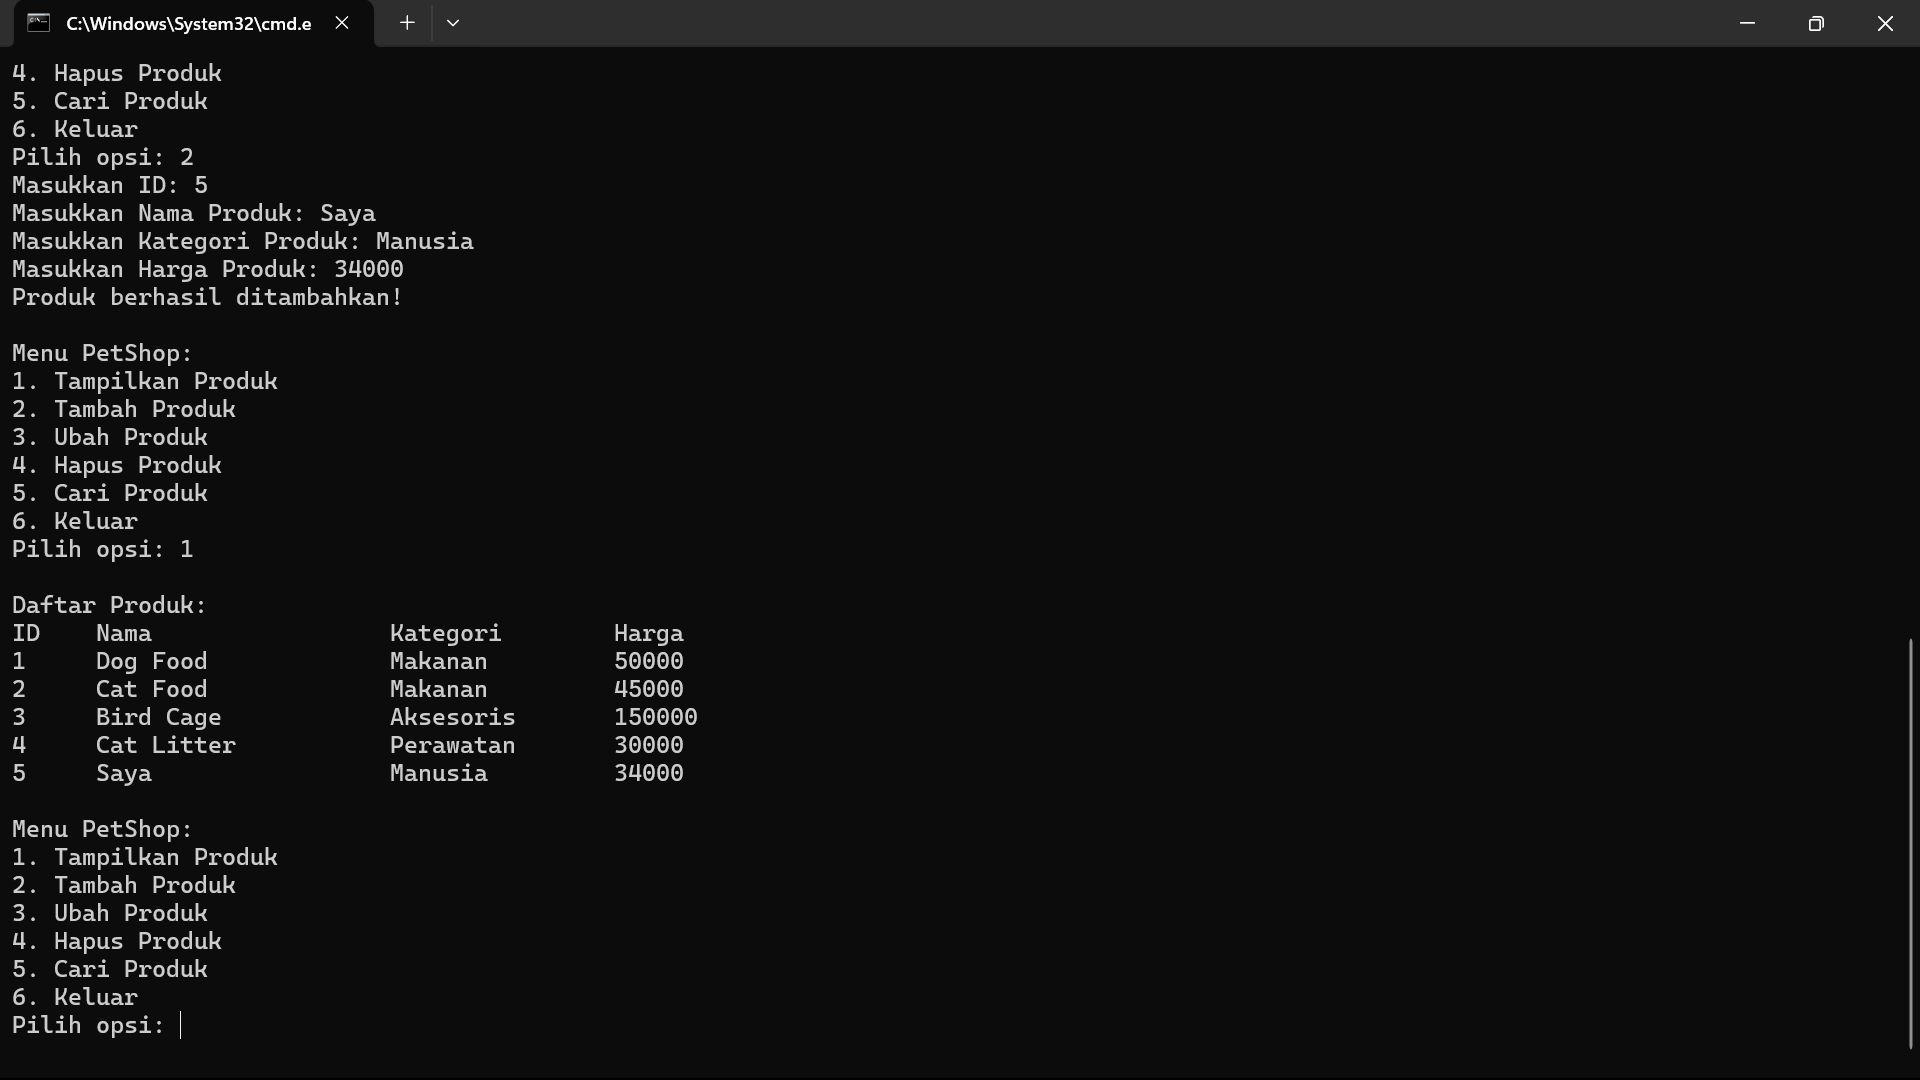 C:\Windows\System32\cmd.e
4. Hapus Produk
5. Cari Produk
6. Keluar
Pilih opsi: 2
Masukkan ID: 5
Masukkan Nama Produk: Saya
Masukkan Kategori Produk: Manusia
Masukkan Harga Produk: 34000
Produk berhasil ditambahkan!
Menu PetShop:
1. Tampilkan Produk
2. Tambah Produk
3. Ubah Produk
4. Hapus Produk
5. Cari Produk
6. Keluar
Pilih opsi: 1
Daftar Produk:
ID Nama Kategori Harga
1 Dog Food Makanan 50000
2 Cat Food Makanan 45000
3 Bird Cage Aksesoris 150000
4 Cat Litter Perawatan 30000
5 Saya Manusia 34000
Menu PetShop:
1. Tampilkan Produk
2. Tambah Produk
3. Ubah Produk
4. Hapus Produk
5. Cari Produk
6. Keluar
Pilih opsi: